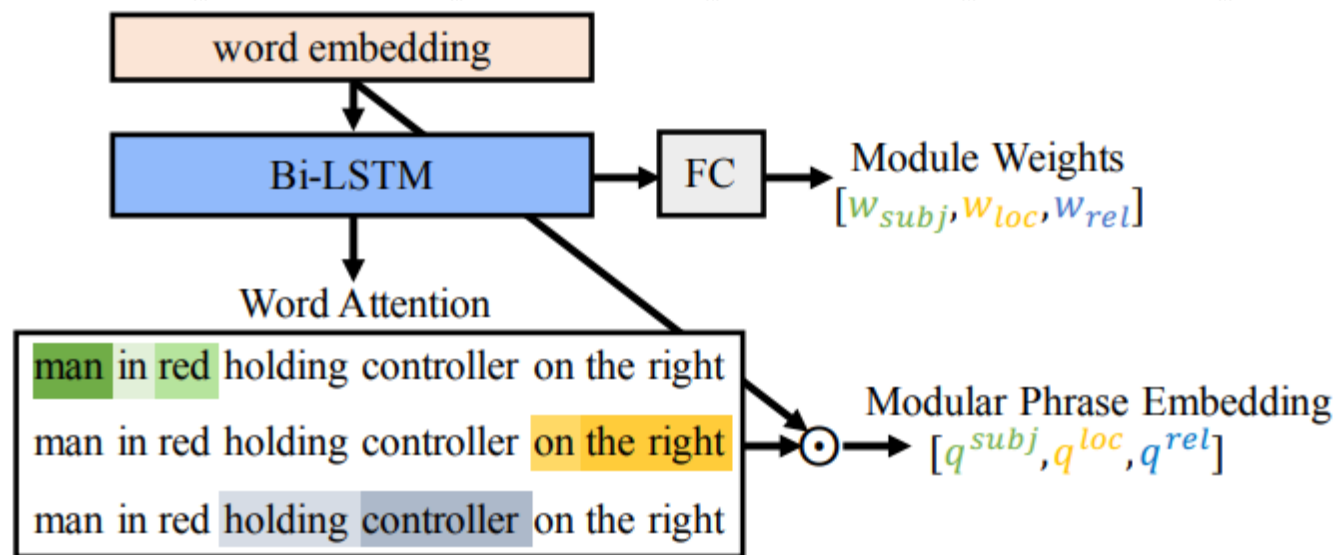 word embedding
Bi-LSTM
FC
Module Weights
[w_subj, w_loc, w_rel]
Word Attention
man in red holding controller on the right
man in red holding controller on the right
man in red holding controller on the right
Modular Phrase Embedding
[q^subj, q^loc, q^rel]